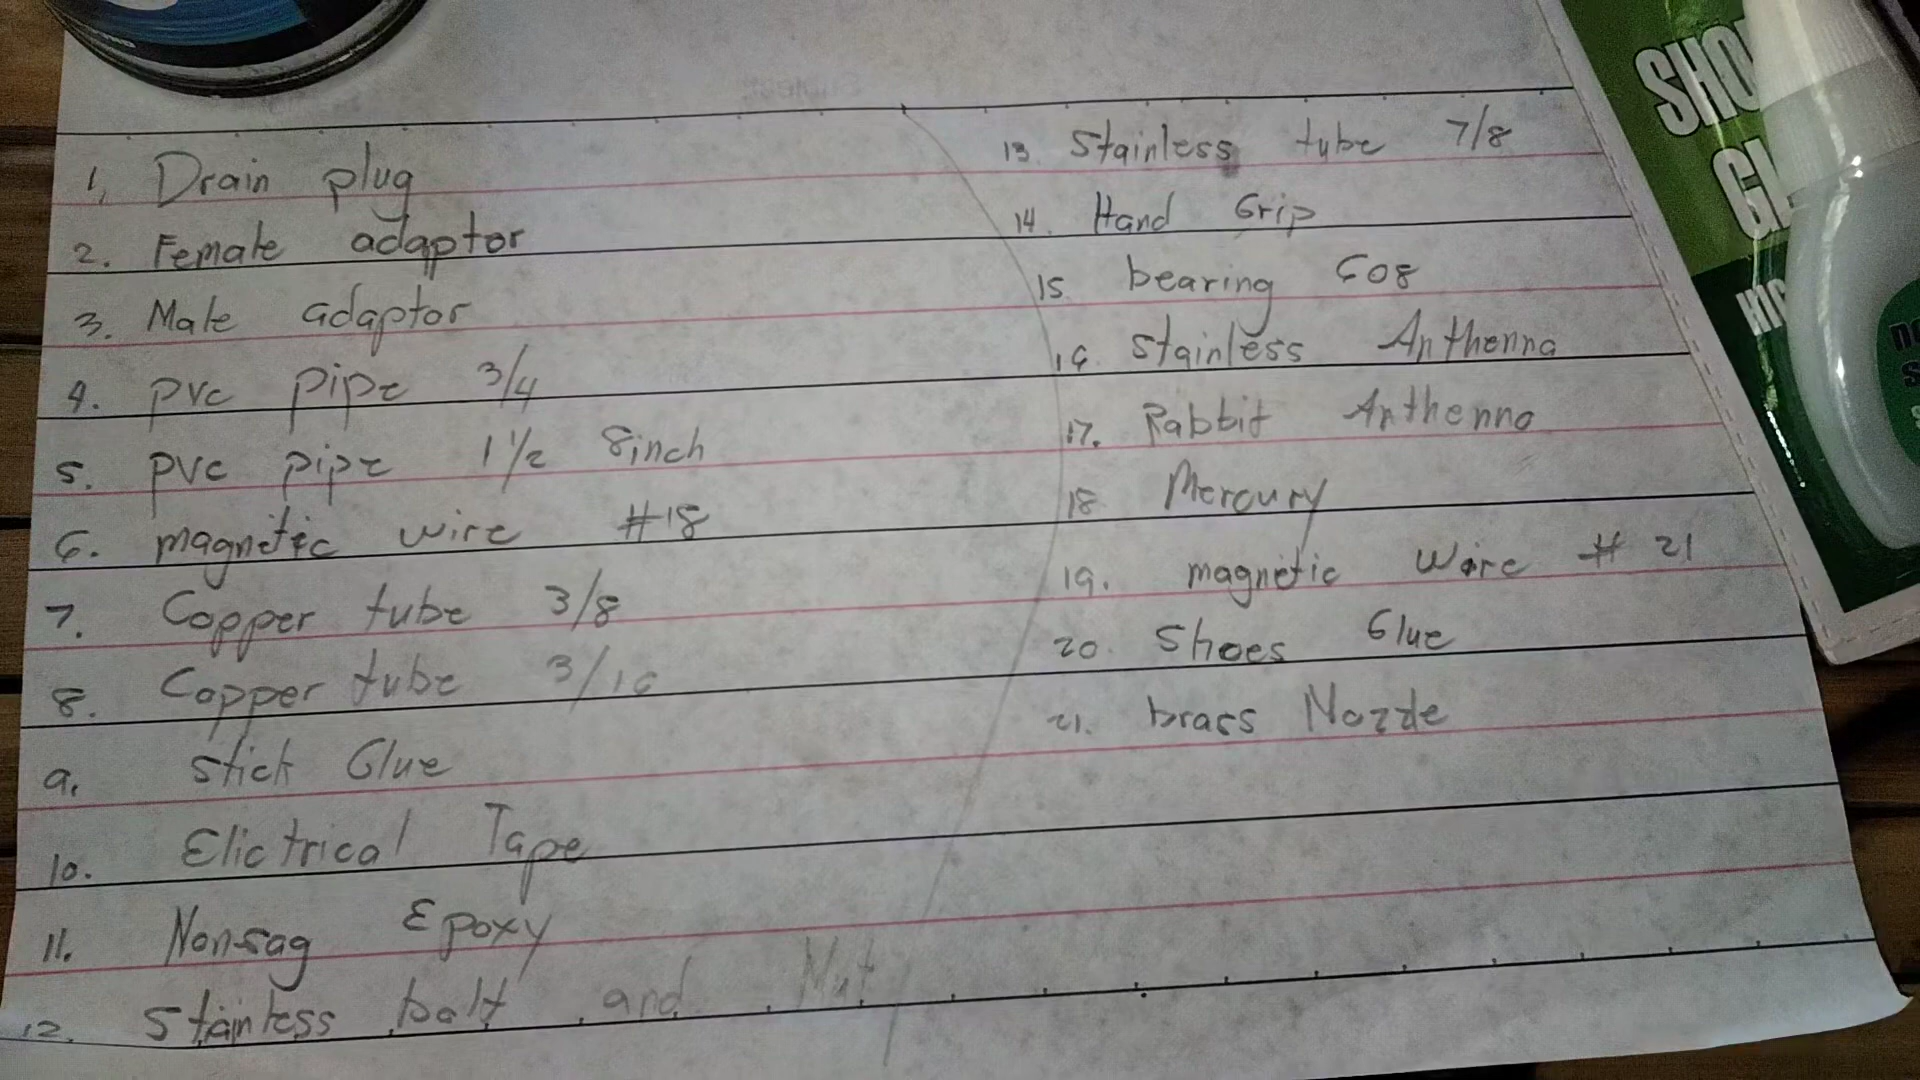 1. Drain plug
2. Female adaptor
3. Male adaptor
4. pvc pipe 3/4
5. pvc pipe 1 1/2 8inch
6. magnetic wire #18
7. Copper tube 3/8
8. Copper tube 3/16
9. stick Glue
10. Elictrical Tape
11. Nonsag Epoxy
12. Stainless bolt and Nut
13. Stainless tube 7/8
14. Hand Grip
15. bearing 608
16. Stainless Anthenna
17. Rabbit Anthenna
18. Mercury
19. magnetic Wire # 21
20. Shoes Glue
21. brass Nozzle
SHO
GL